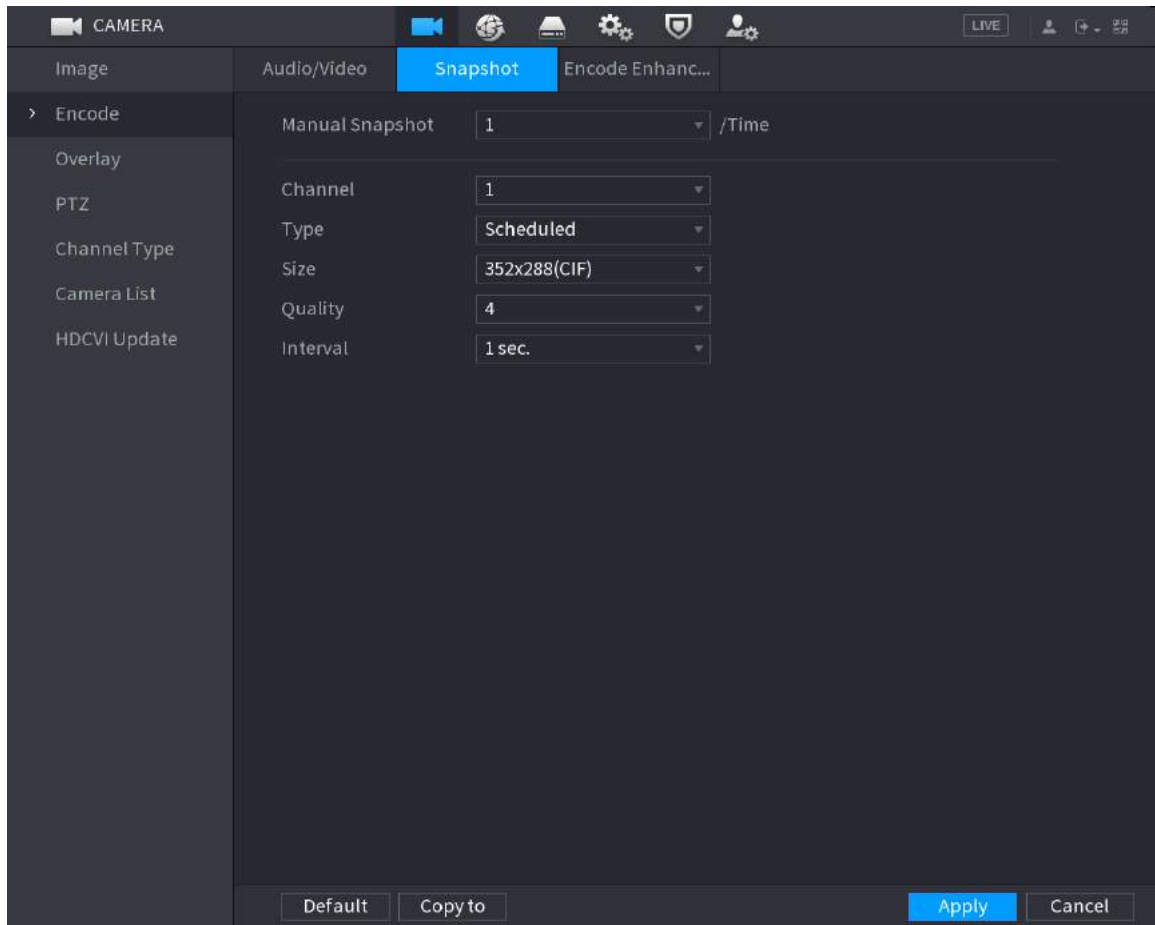 CAMERA LIVE
Image Audio/Video Snapshot Encode Enhanc...
> Encode
Manual Snapshot 1 /Time
Overlay
Channel 1
PTZ
Type Scheduled
Channel Type
Size 352x288(CIF)
Camera List
Quality 4
HDCVI Update
Interval 1 sec.
Default Copy to Apply Cancel